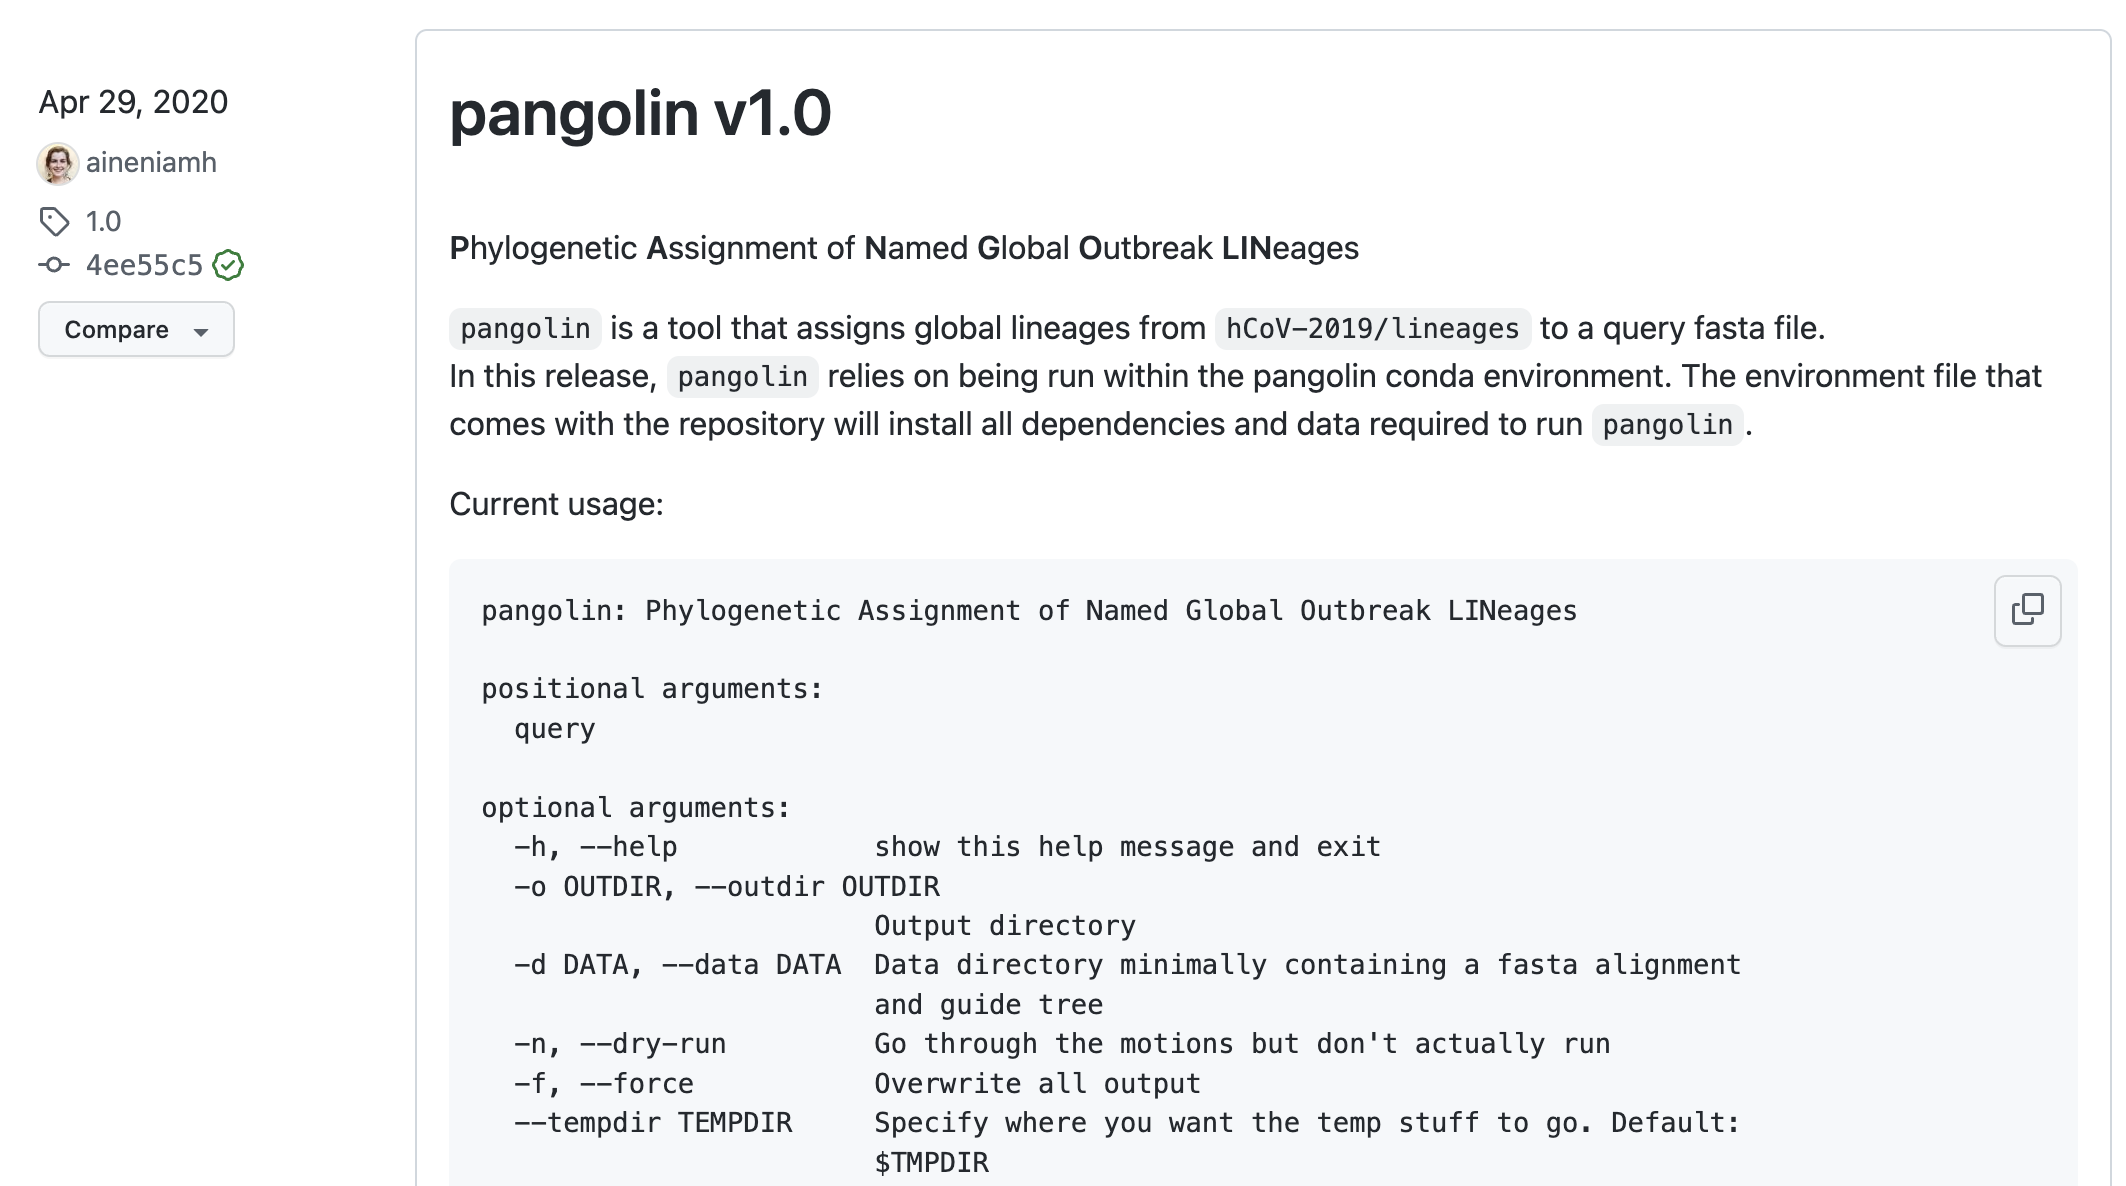 Apr 29, 2020
aineniamh
1.0
4ee55c5
Compare
pangolin v1.0
Phylogenetic Assignment of Named Global Outbreak LINeages
pangolin is a tool that assigns global lineages from hCoV-2019/lineages to a query fasta file.
In this release, pangolin relies on being run within the pangolin conda environment. The environment file that
comes with the repository will install all dependencies and data required to run pangolin.
Current usage:
pangolin: Phylogenetic Assignment of Named Global Outbreak LINeages
positional arguments:
  query
optional arguments:
  -h, --help            show this help message and exit
  -o OUTDIR, --outdir OUTDIR
                        Output directory
  -d DATA, --data DATA  Data directory minimally containing a fasta alignment
                        and guide tree
  -n, --dry-run         Go through the motions but don't actually run
  -f, --force           Overwrite all output
  --tempdir TEMPDIR     Specify where you want the temp stuff to go. Default:
                        $TMPDIR